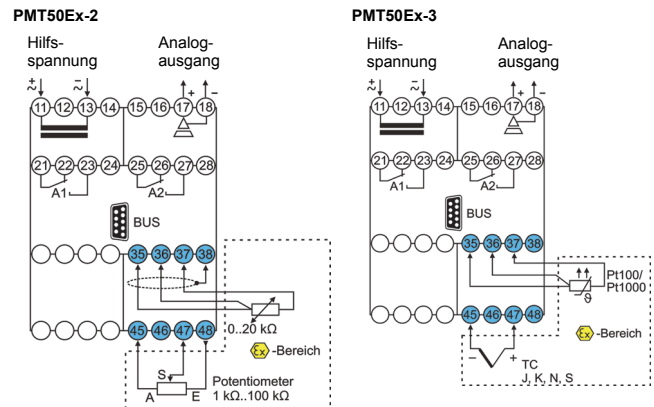 PMT50Ex-2
Hilfs-
spannung
Analog-
ausgang
+
~
–
~
+
–
11 12 13 14 15 16 17 18
21 22 23 24 25 26 27 28
A1
A2
BUS
35 36 37 38
0..20 kΩ
45 46 47 48
Ex -Bereich
S
A
E
Potentiometer
1 kΩ..100 kΩ
PMT50Ex-3
Hilfs-
spannung
Analog-
ausgang
+
~
–
~
+
–
11 12 13 14 15 16 17 18
21 22 23 24 25 26 27 28
A1
A2
BUS
35 36 37 38
Pt100/
Pt1000
ϑ
45 46 47 48
Ex -Bereich
–
+
TC
J, K, N, S